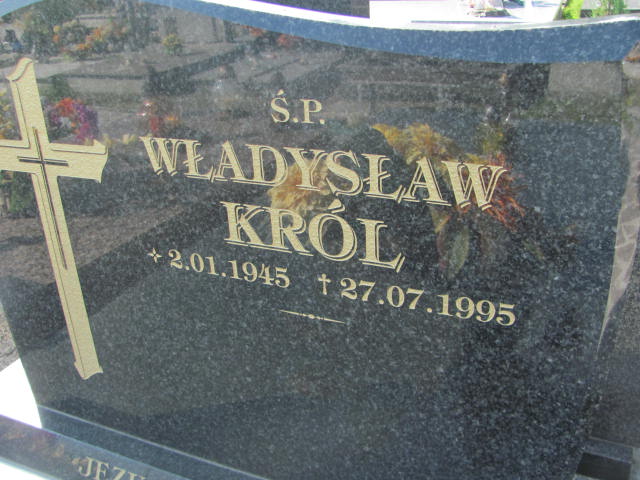 Ś.P.
WŁADYSŁAW
KRÓL
✧ 2.01.1945 † 27.07.1995